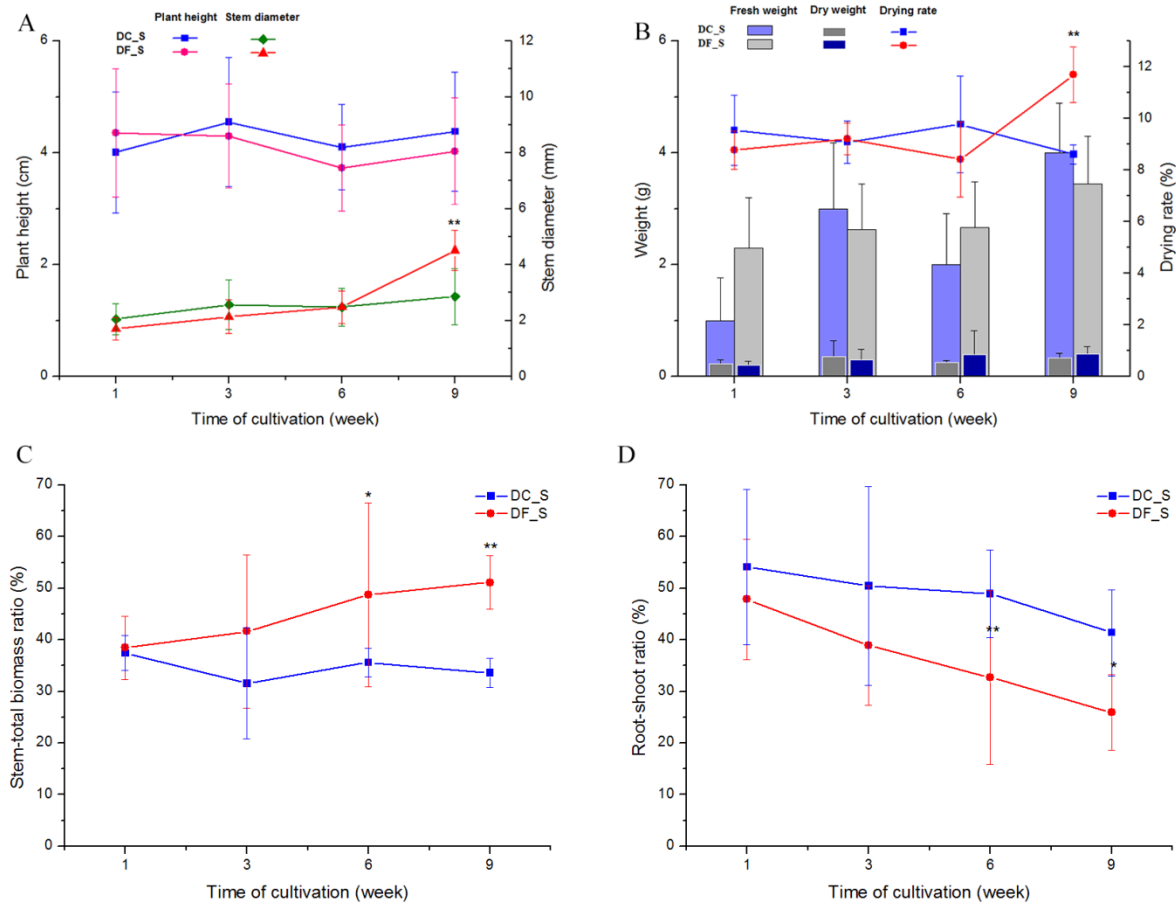 A
Plant height Stem diameter
DC_S
DF_S
6
4
2
0
Plant height (cm)
12
10
8
6
4
2
0
Stem diameter (mm)
**
1 3 6 9
Time of cultivation (week)
B
Fresh weight Dry weight Drying rate
DC_S
DF_S
6
4
2
0
Weight (g)
12
10
8
6
4
2
0
Drying rate (%)
**
1 3 6 9
Time of cultivation (week)
C
DC_S
DF_S
70
60
50
40
30
20
10
0
Stem-total biomass ratio (%)
*
**
1 3 6 9
Time of cultivation (week)
D
DC_S
DF_S
70
60
50
40
30
20
10
0
Root-shoot ratio (%)
**
*
1 3 6 9
Time of cultivation (week)